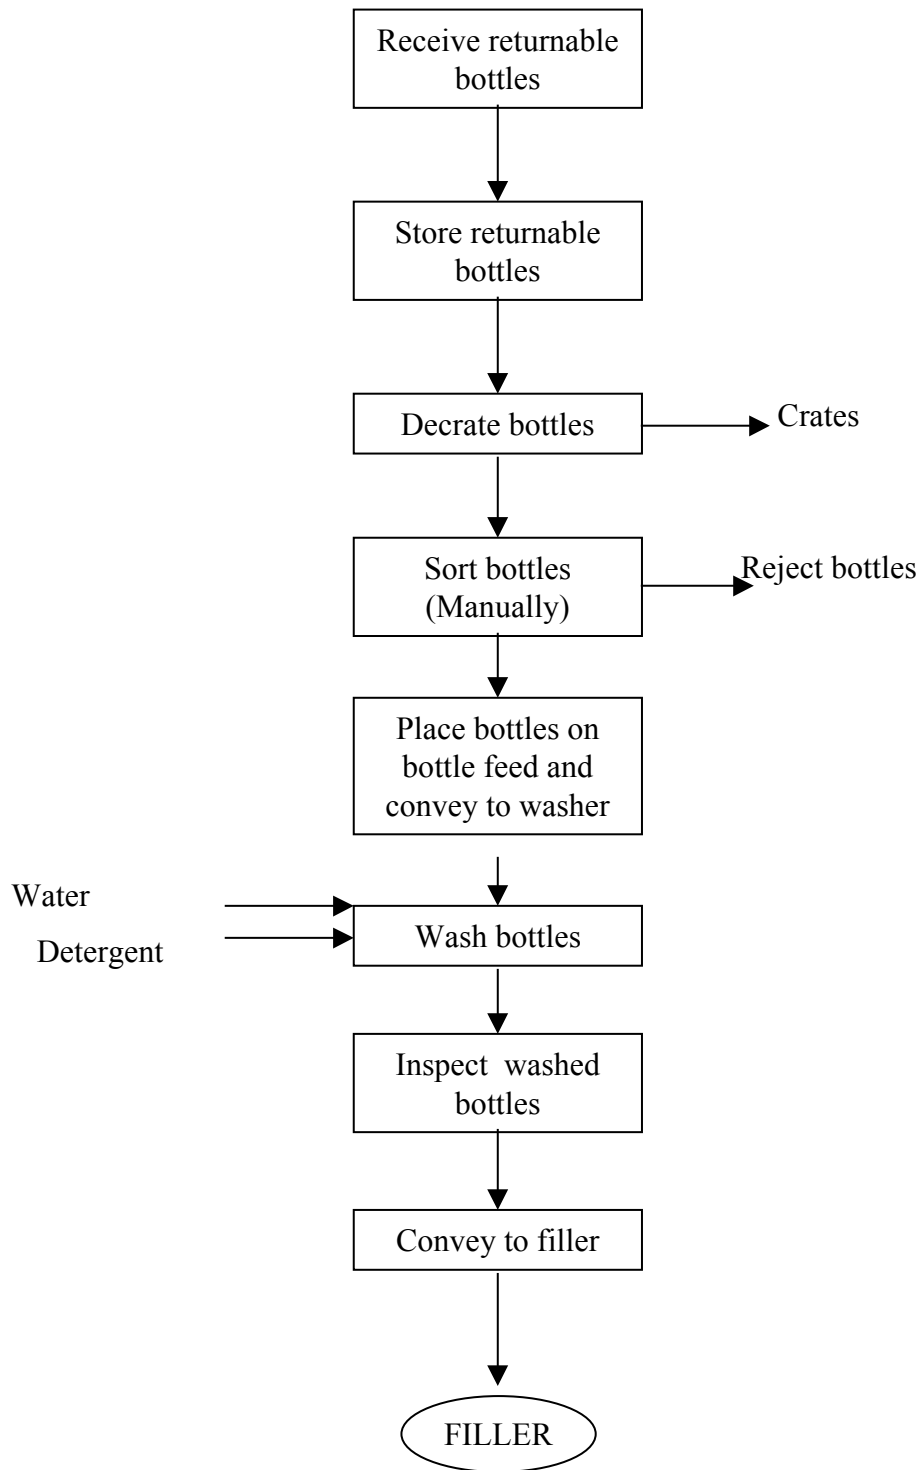 Receive returnable
bottles
Store returnable
bottles
Decrate bottles
Crates
Sort bottles
(Manually)
Reject bottles
Place bottles on
bottle feed and
convey to washer
Water
Detergent
Wash bottles
Inspect washed
bottles
Convey to filler
FILLER